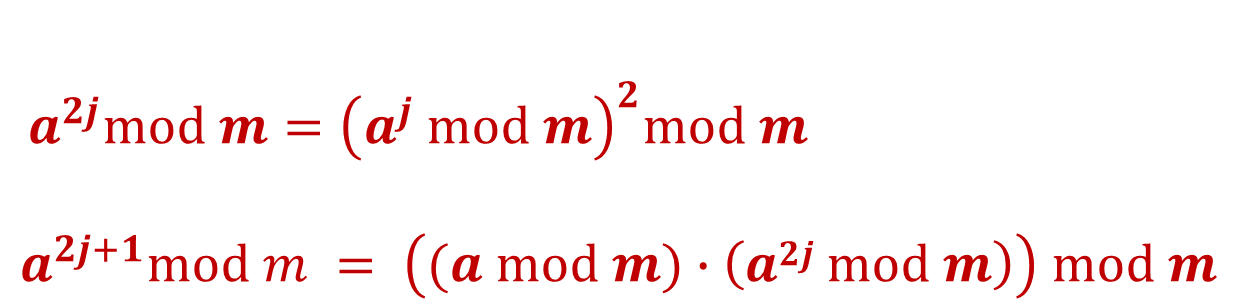 a^{2j} mod m = (a^j mod m)^2 mod m
a^{2j+1} mod m = ((a mod m) · (a^{2j} mod m)) mod m